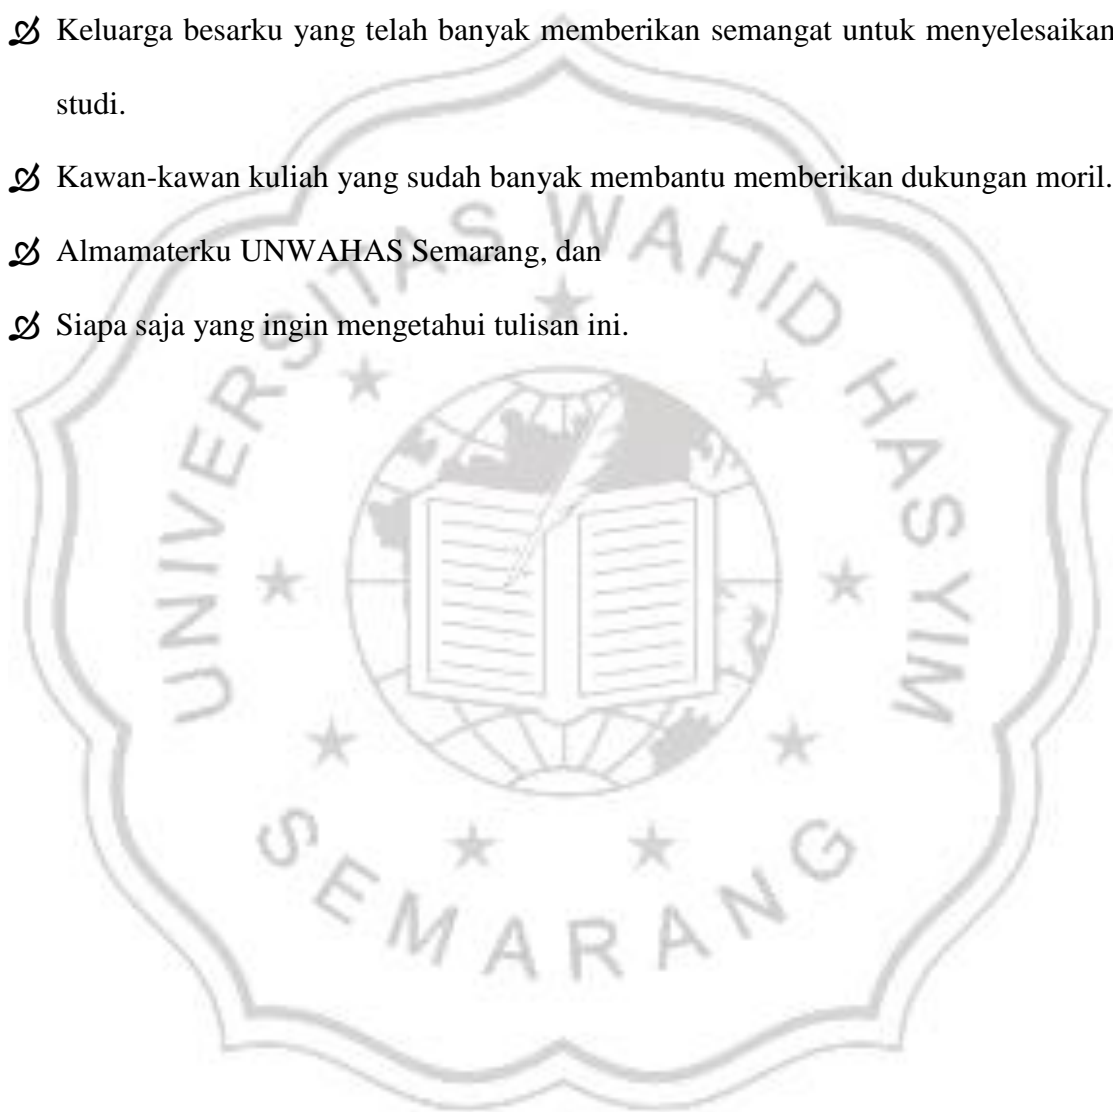 Keluarga besarku yang telah banyak memberikan semangat untuk menyelesaikan
studi.
Kawan-kawan kuliah yang sudah banyak membantu memberikan dukungan moril.
Almamaterku UNWAHAS Semarang, dan
Siapa saja yang ingin mengetahui tulisan ini.
UNIVERSITAS WAHID HASYIM
SEMARANG